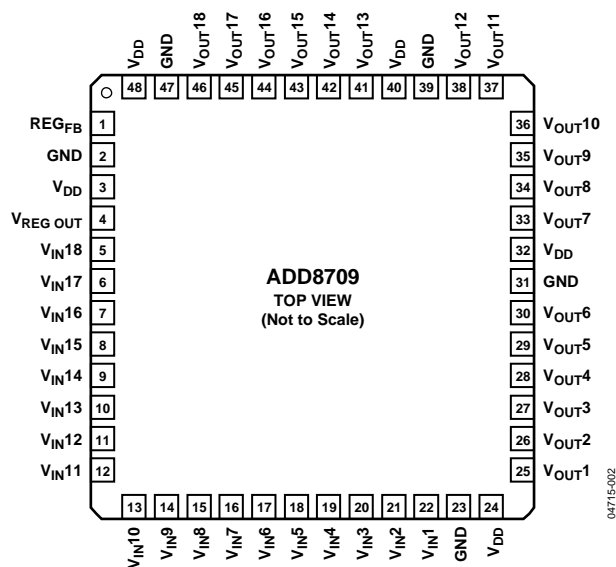 VDD
GND
VOUT18
VOUT17
VOUT16
VOUT15
VOUT14
VOUT13
VDD
GND
VOUT12
VOUT11
48 47 46 45 44 43 42 41 40 39 38 37
REGFB 1
GND 2
VDD 3
VREG OUT 4
VIN18 5
VIN17 6
VIN16 7
VIN15 8
VIN14 9
VIN13 10
VIN12 11
VIN11 12
ADD8709
TOP VIEW
(Not to Scale)
36 VOUT10
35 VOUT9
34 VOUT8
33 VOUT7
32 VDD
31 GND
30 VOUT6
29 VOUT5
28 VOUT4
27 VOUT3
26 VOUT2
25 VOUT1
13 14 15 16 17 18 19 20 21 22 23 24
VIN10
VIN9
VIN8
VIN7
VIN6
VIN5
VIN4
VIN3
VIN2
VIN1
GND
VDD
04715-002